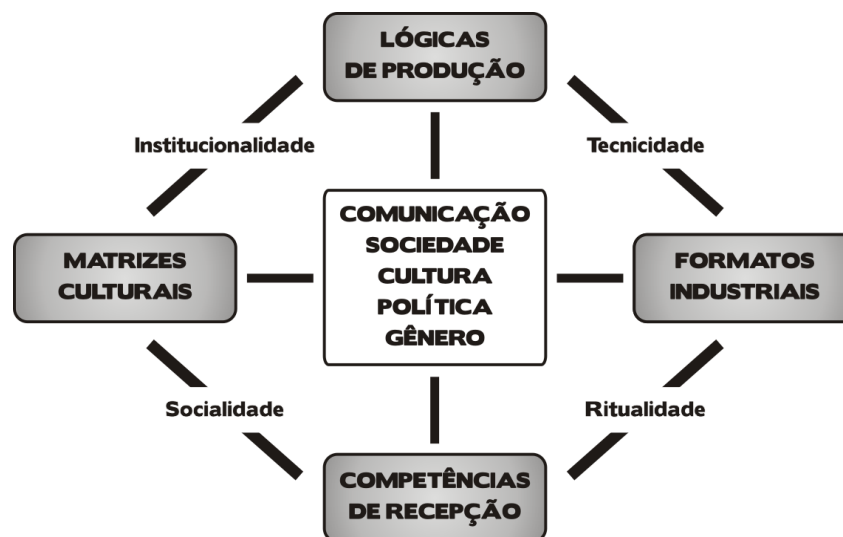 LÓGICAS
DE PRODUÇÃO
Institucionalidade
Tecnicidade
COMUNICAÇÃO
SOCIEDADE
CULTURA
POLÍTICA
GÊNERO
MATRIZES
CULTURAIS
FORMATOS
INDUSTRIAIS
Socialidade
Ritualidade
COMPETÊNCIAS
DE RECEPÇÃO